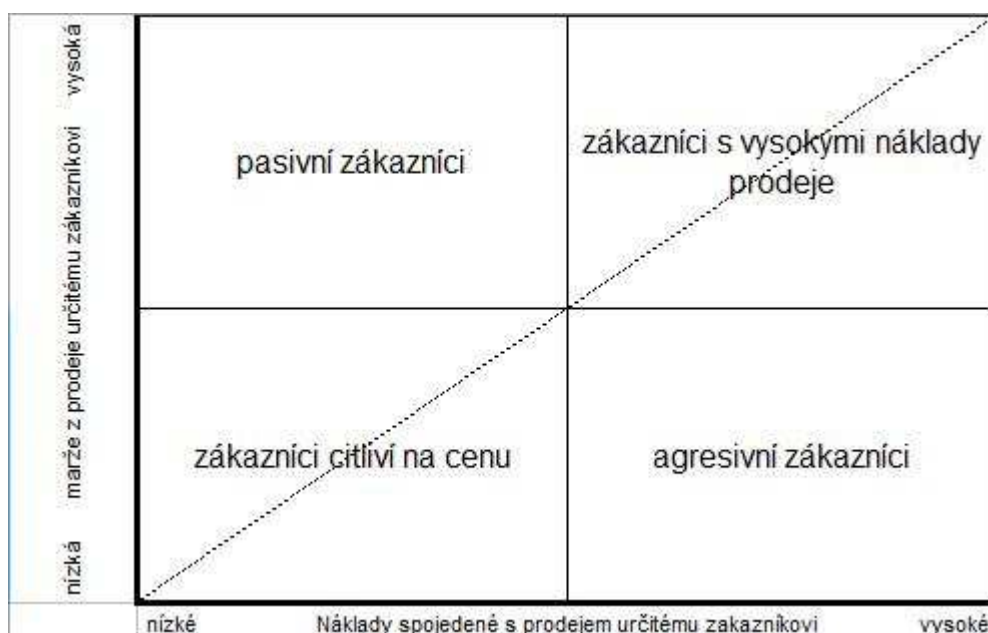 vysoká
marže z prodeje určitému zákazníkovi
nízká
pasivní zákazníci
zákazníci s vysokými náklady
prodeje
zákazníci citliví na cenu
agresivní zákazníci
nízké
Náklady spojedené s prodejem určitému zakazníkovi
vysoké